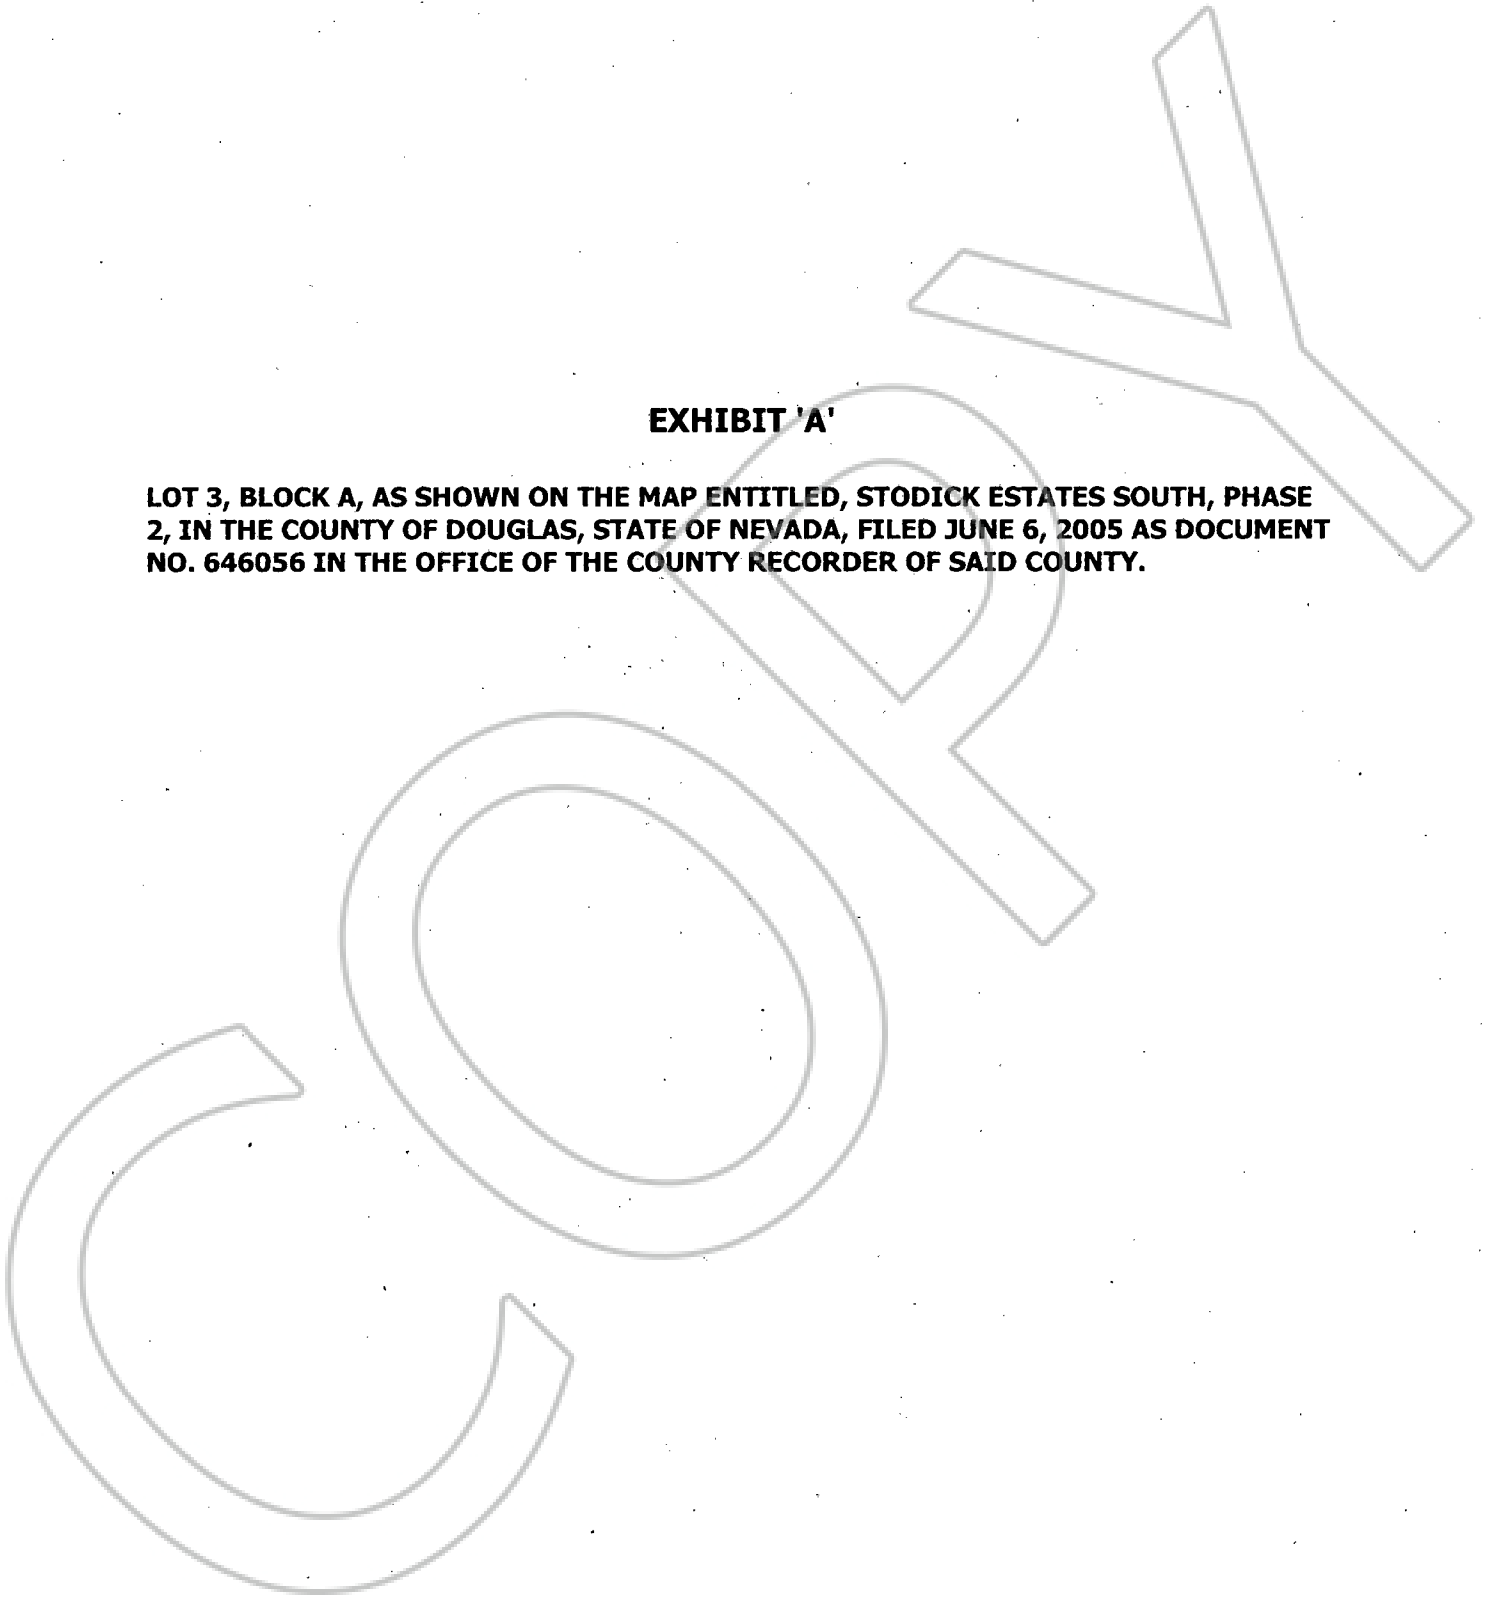 EXHIBIT 'A'
LOT 3, BLOCK A, AS SHOWN ON THE MAP ENTITLED, STODICK ESTATES SOUTH, PHASE
2, IN THE COUNTY OF DOUGLAS, STATE OF NEVADA, FILED JUNE 6, 2005 AS DOCUMENT
NO. 646056 IN THE OFFICE OF THE COUNTY RECORDER OF SAID COUNTY.
COPY